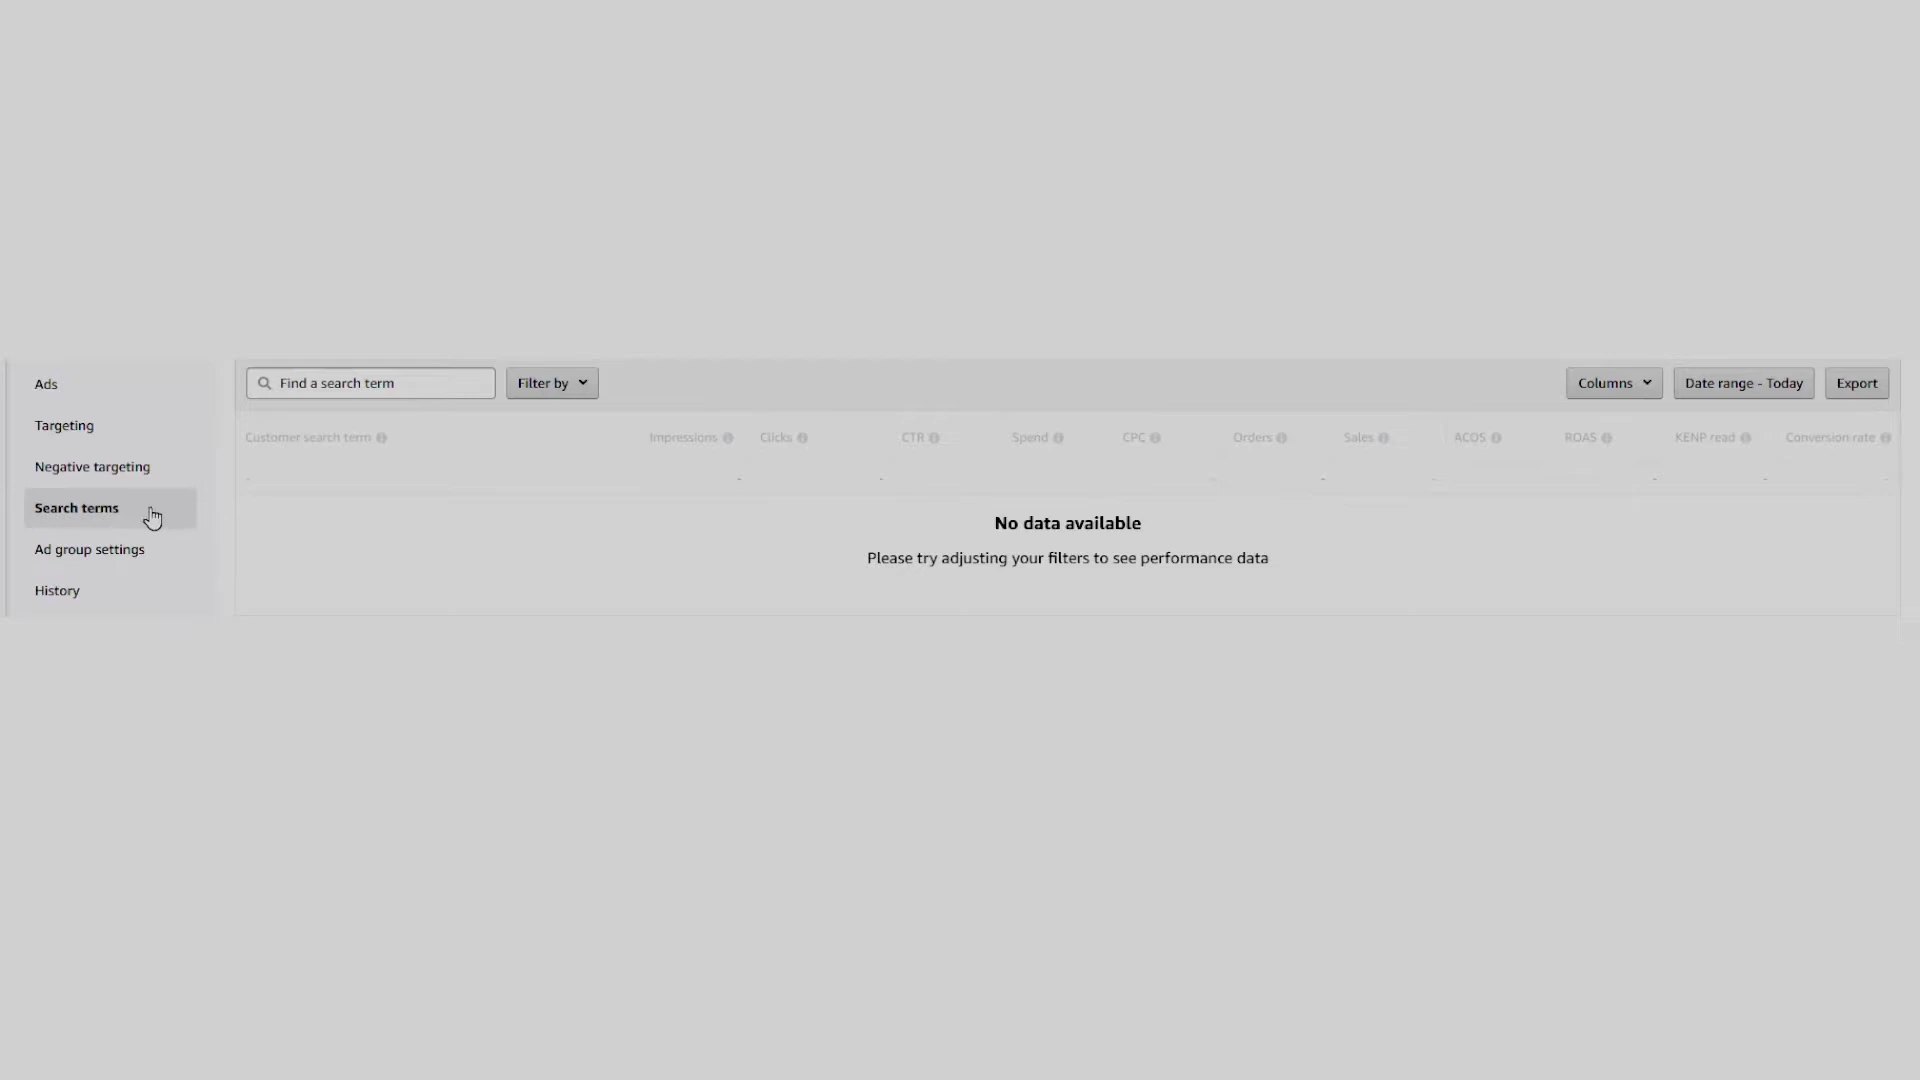 Ads
Targeting
Negative targeting
Search terms
Ad group settings
History
Find a search term
Filter by
Columns
Date range - Today
Export
Customer search term Impressions Clicks CTR Spend CPC Orders Sales ACOS ROAS KENP read Conversion rate
- - - - - - - - -
No data available
Please try adjusting your filters to see performance data